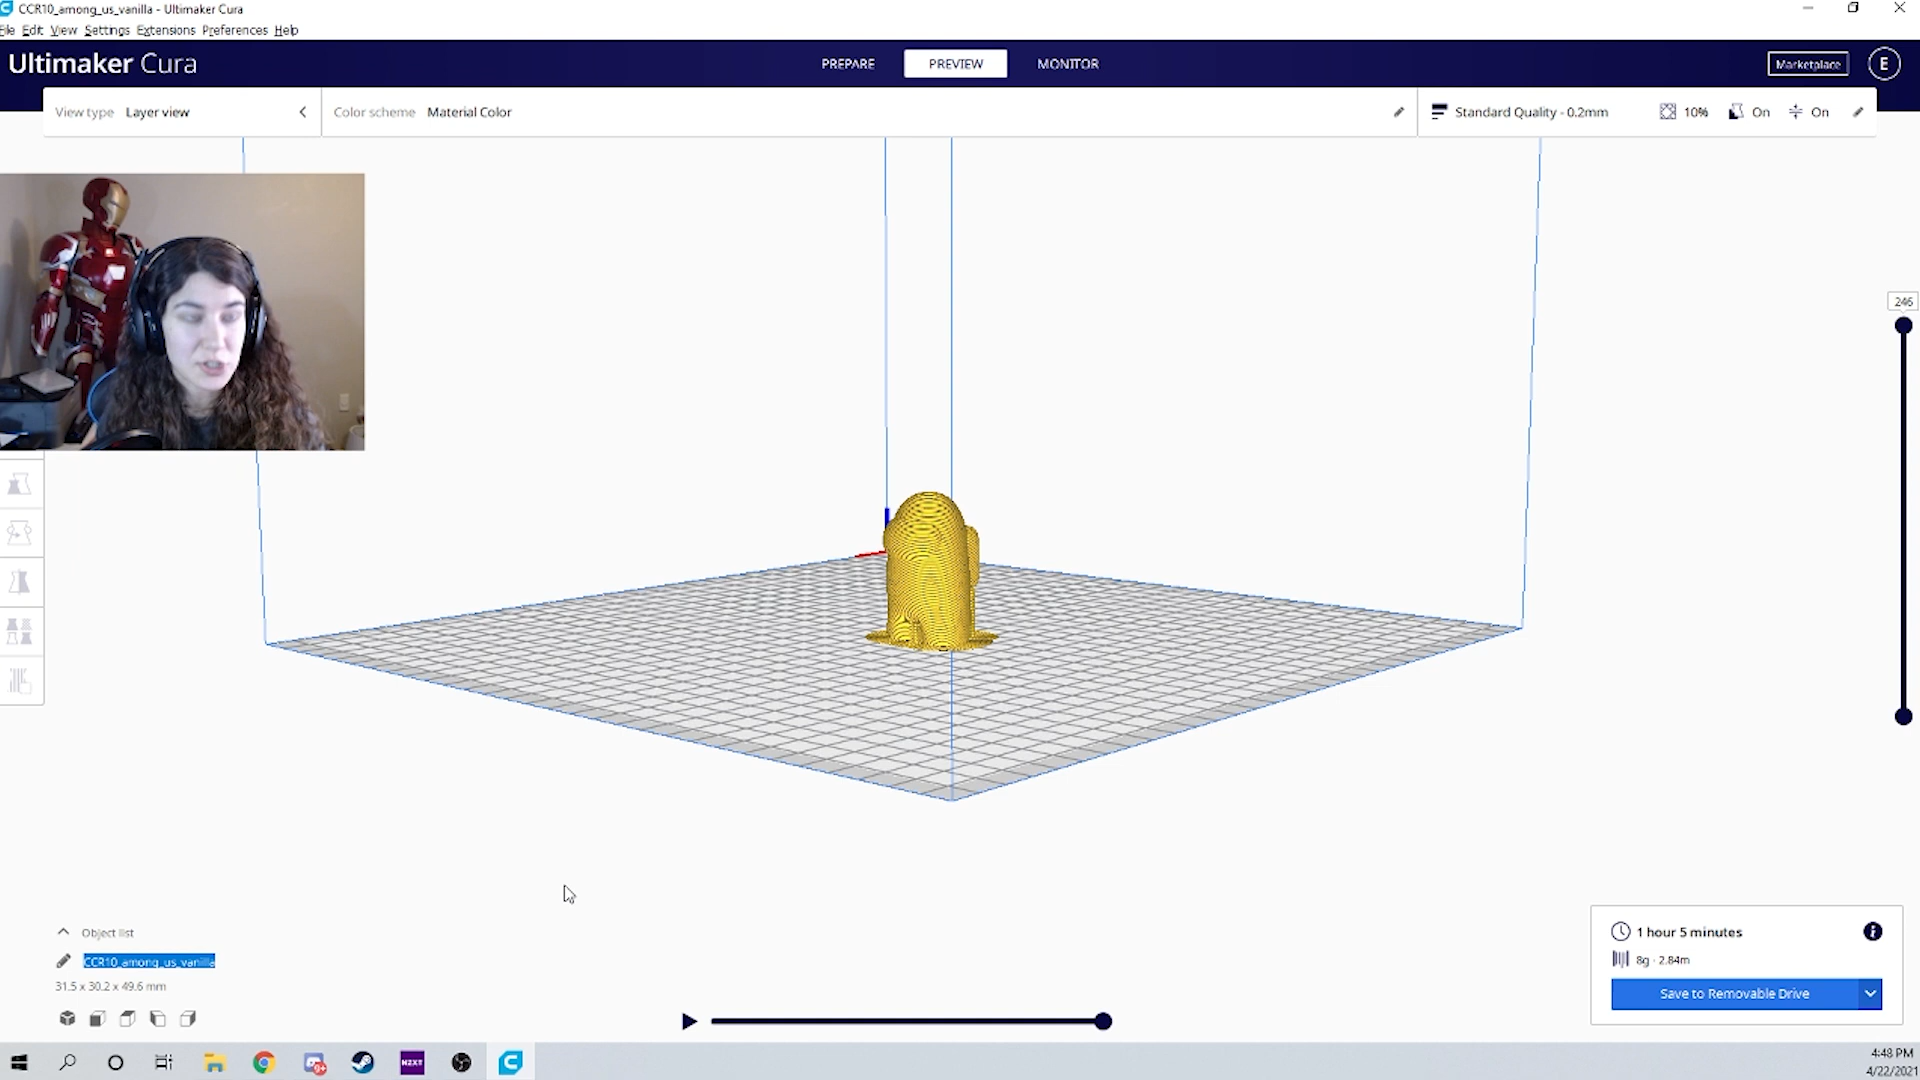 CCR10_among_us_vanilla - Ultimaker Cura
File Edit View Settings Extensions Preferences Help
Ultimaker Cura
PREPARE
PREVIEW
MONITOR
Marketplace
E
View type Layer view
Color scheme Material Color
Standard Quality - 0.2mm
10%
On
On
246
Object list
CCR10_among_us_vanilla
31.5 x 30.2 x 49.6 mm
1 hour 5 minutes
8g · 2.84m
Save to Removable Drive
NZXT
4:48 PM
4/22/2021